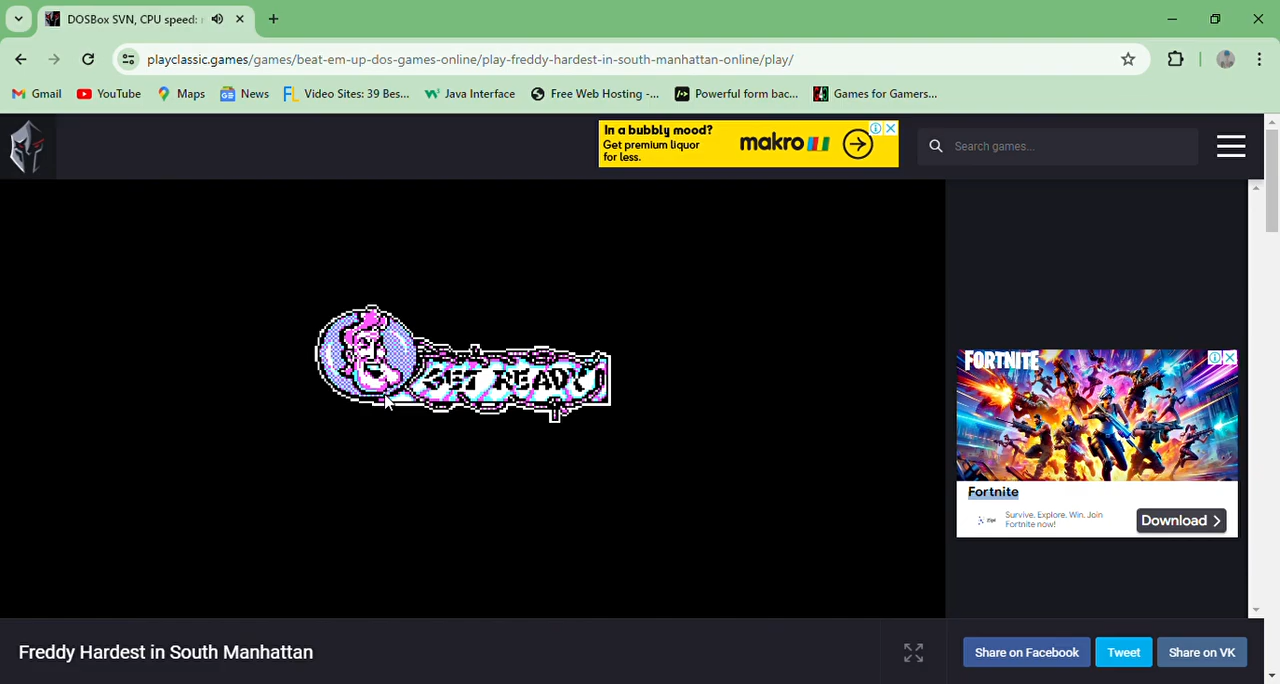 DOSBox SVN, CPU speed:
playclassic.games/games/beat-em-up-dos-games-online/play-freddy-hardest-in-south-manhattan-online/play/
Gmail YouTube Maps News Video Sites: 39 Bes... Java Interface Free Web Hosting -... Powerful form bac... Games for Gamers...
In a bubbly mood?
Get premium liquor
for less.
makro
Search games...
GET READY!
FORTNITE
Fortnite
Survive. Explore. Win. Join
Fortnite now!
Download
Freddy Hardest in South Manhattan
Share on Facebook Tweet Share on VK